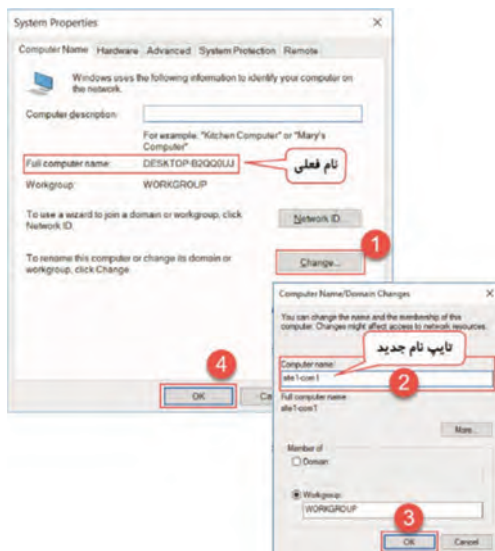 System Properties
Computer Name Hardware Advanced System Protection Remote
Windows uses the following information to identify your computer on
the network.
Computer description:
For example: "Kitchen Computer" or "Mary's
Computer".
Full computer name: DESKTOP-B2QQ0UJ
نام فعلی
Workgroup: WORKGROUP
To use a wizard to join a domain or workgroup, click
Network ID.
Network ID...
1
To rename this computer or change its domain or
workgroup, click Change.
Change...
4
OK
Ca
Computer Name/Domain Changes
You can change the name and the membership of this
computer. Changes might affect access to network resources.
تایپ نام جدید
Computer name:
site1-com1
2
Full computer name:
site1-com1
More...
Member of
Domain:
Workgroup:
WORKGROUP
3
OK Cancel